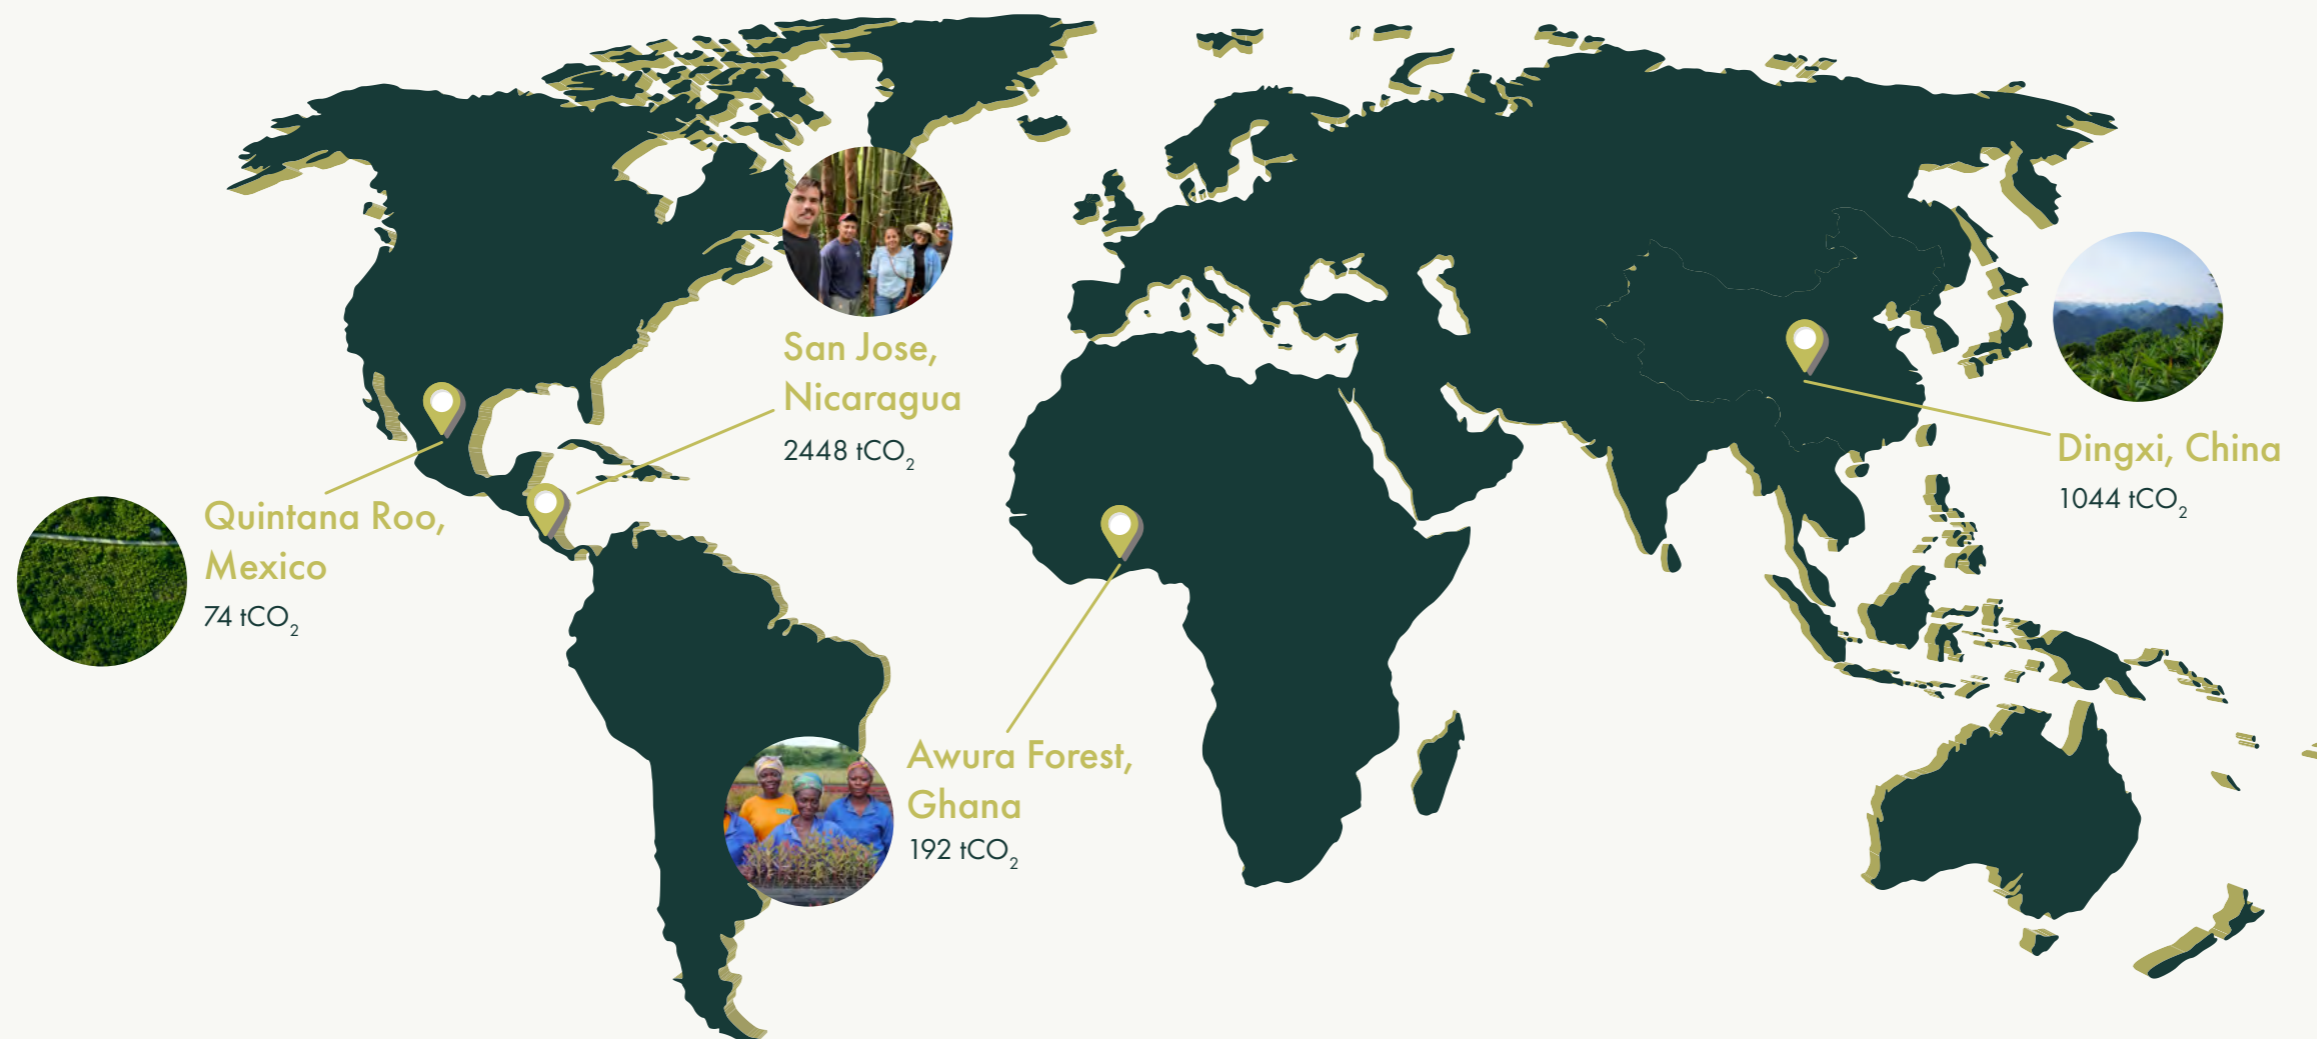 San Jose,
Nicaragua
2448 tCO₂
Dingxi, China
1044 tCO₂
Quintana Roo,
Mexico
74 tCO₂
Awura Forest,
Ghana
192 tCO₂